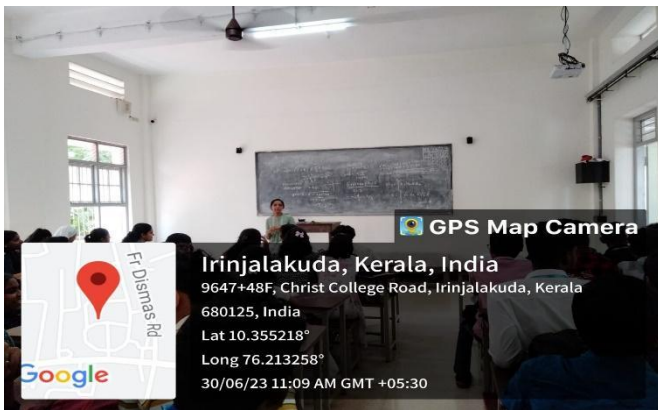 GPS Map Camera
Irinjalakuda, Kerala, India
9647+48F, Christ College Road, Irinjalakuda, Kerala
680125, India
Lat 10.355218°
Long 76.213258°
30/06/23 11:09 AM GMT +05:30
Fr Dismas Rd
Google